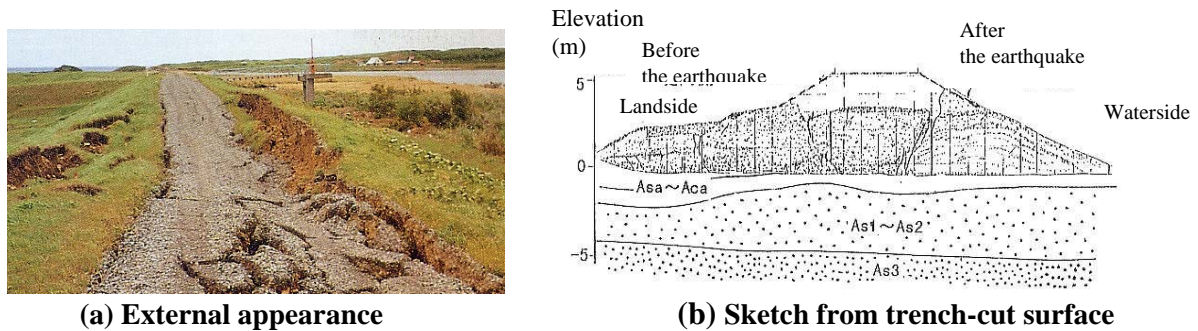 Elevation
(m)
Before
the earthquake
After
the earthquake
Landside
Waterside
5
0
-5
Asa~Aca
As1~As2
As3
(a) External appearance
(b) Sketch from trench-cut surface